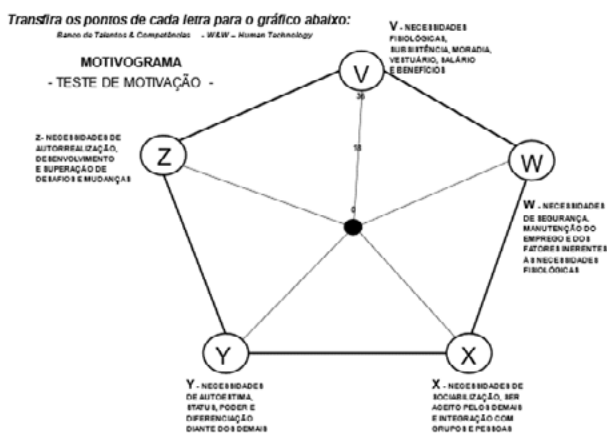 Transfira os pontos de cada letra para o gráfico abaixo:
Banco de Talentos & Competências - W&W – Human Technology
MOTIVOGRAMA
- TESTE DE MOTIVAÇÃO -
V - NECESSIDADES
FISIOLÓGICAS,
SUBSISTÊNCIA, MORADIA,
VESTUÁRIO, SALÁRIO
E BENEFÍCIOS
V
36
18
0
Z - NECESSIDADES DE
AUTORREALIZAÇÃO,
DESENVOLVIMENTO
E SUPERAÇÃO DE
DESAFIOS E MUDANÇAS
Z
W
W - NECESSIDADES
DE SEGURANÇA,
MANUTENÇÃO DO
EMPREGO E DOS
FATORES INERENTES
ÀS NECESSIDADES
FISIOLÓGICAS
Y
X
Y - NECESSIDADES
DE AUTOESTIMA,
STATUS, PODER E
DIFERENCIAÇÃO
DIANTE DOS DEMAIS
X - NECESSIDADES DE
SOCIABILIZAÇÃO, SER
ACEITO PELOS DEMAIS
E INTEGRAÇÃO COM
GRUPOS E PESSOAS